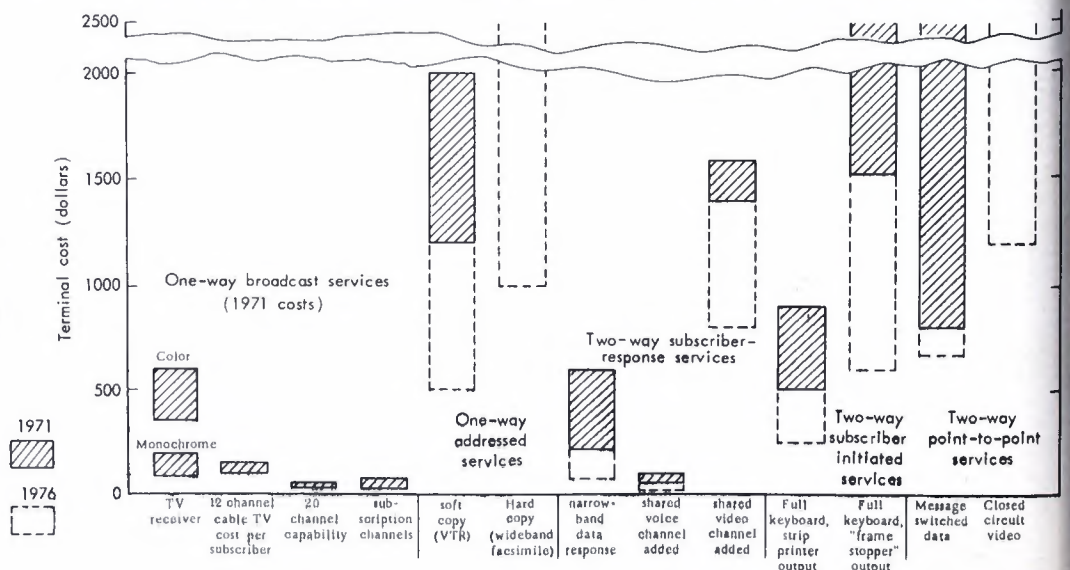 2500
2000
1500
1000
500
0
Terminal cost (dollars)
One-way broadcast services
(1971 costs)
Color
Monochrome
One-way
addressed
services
Two-way subscriber-
response services
Two-way
subscriber
initiated
services
Two-way
point-to-point
services
1971
1976
TV
receiver
12 channel
cable TV
cost per
subscriber
20
channel
capability
sub-
scription
channels
soft
copy
(VTR)
Hard
copy
(wideband
facsimile)
narrow-
band data
response
shared
voice
channel
added
shared
video
channel
added
Full
keyboard,
strip
printer
output
Full
keyboard,
"frame
stopper"
output
Message
switched
data
Closed
circuit
video